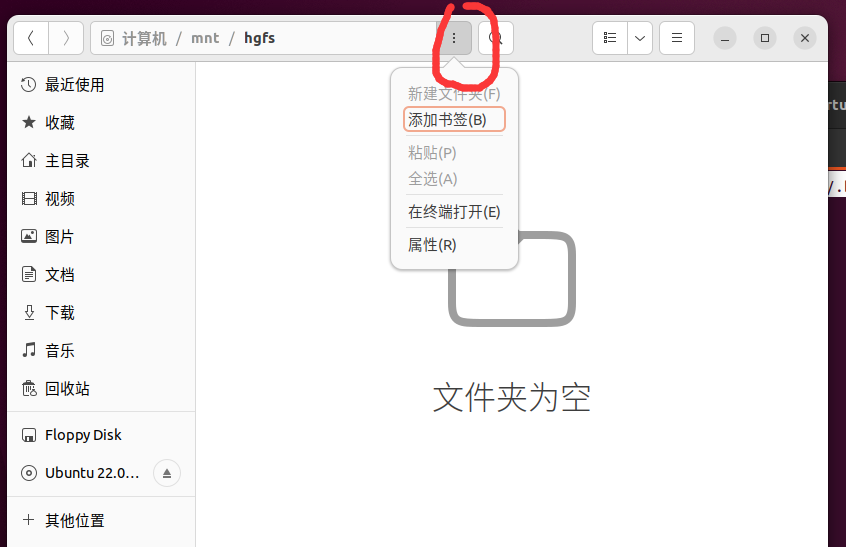 计算机 / mnt / hgfs
新建文件夹(F)
添加书签(B)
粘贴(P)
全选(A)
在终端打开(E)
属性(R)
最近使用
收藏
主目录
视频
图片
文档
下载
音乐
回收站
Floppy Disk
Ubuntu 22.0...
其他位置
文件夹为空